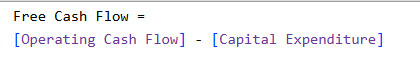 Free Cash Flow =
[Operating Cash Flow] - [Capital Expenditure]